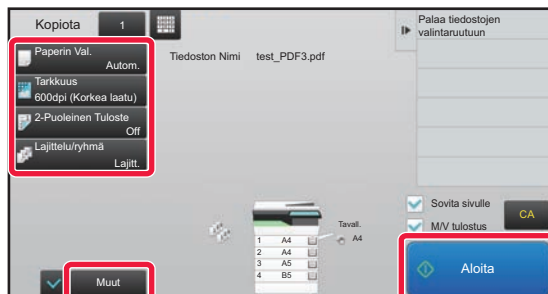 Kopiota 1
Paperin Val.
Autom.
Tarkkuus
600dpi (Korkea laatu)
2-Puoleinen Tuloste
Off
Lajittelu/ryhmä
Lajitt.
Muut
Tiedoston Nimi test_PDF3.pdf
Tavall.
A4
1 A4
2 A4
3 A5
4 B5
Palaa tiedostojen
valintaruutuun
Sovita sivulle
M/V tulostus
CA
Aloita